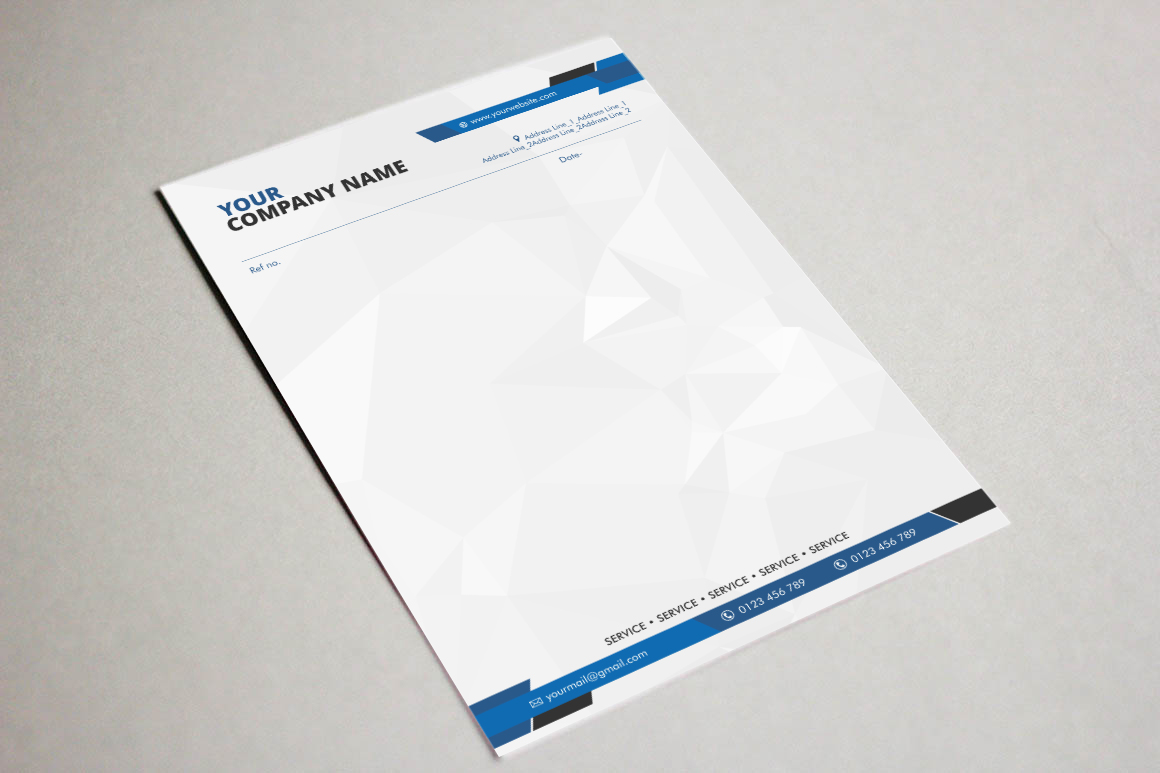 www.yourwebsite.com
Address Line_1, Address Line_1
Address Line_2Address Line_2Address Line_2
YOUR
COMPANY NAME
Date-
Ref no.
SERVICE • SERVICE • SERVICE • SERVICE • SERVICE
yourmail@gmail.com
0123 456 789
0123 456 789